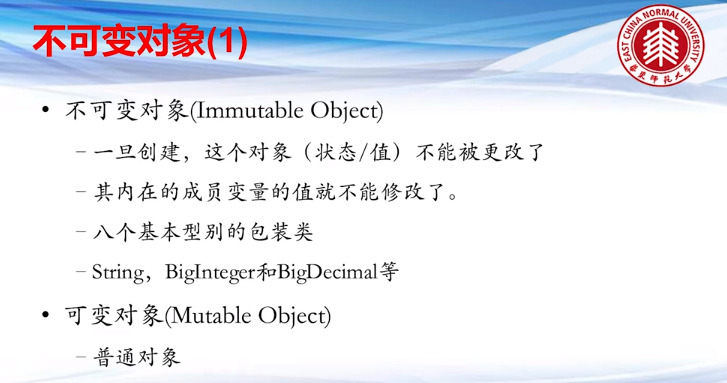 不可变对象(1)
EAST CHINA NORMAL UNIVERSITY
华东师范大学
• 不可变对象(Immutable Object)
– 一旦创建，这个对象（状态/值）不能被更改了
– 其内在的成员变量的值就不能修改了。
– 八个基本型别的包装类
– String，BigInteger和BigDecimal等
• 可变对象(Mutable Object)
– 普通对象